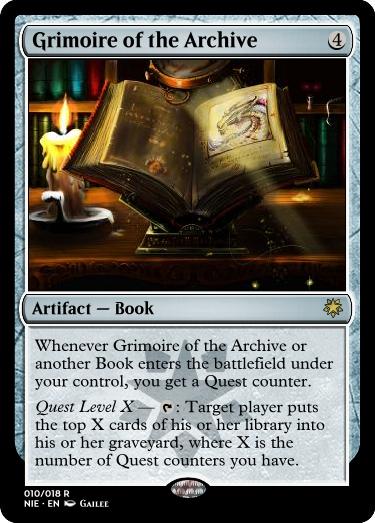 Grimoire of the Archive 4
Artifact — Book
Whenever Grimoire of the Archive or
another Book enters the battlefield under
your control, you get a Quest counter.
Quest Level X — : Target player puts
the top X cards of his or her library into
his or her graveyard, where X is the
number of Quest counters you have.
010/018 R
NIE · EN GAILEE